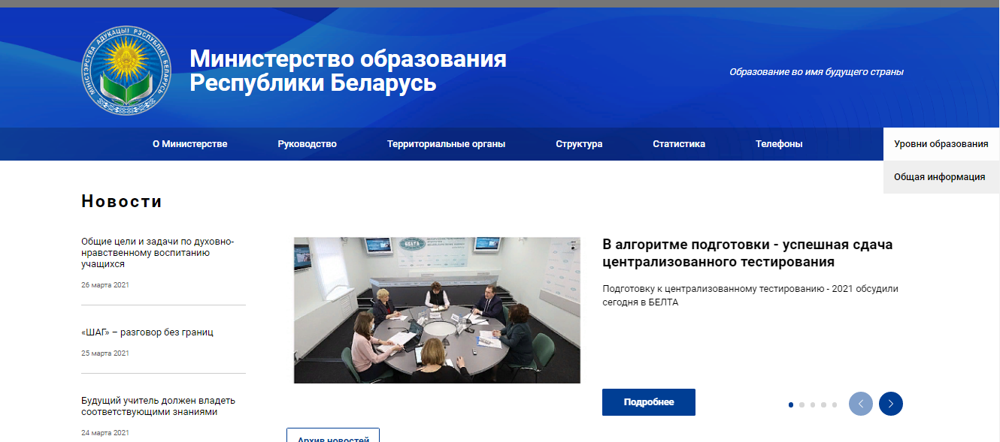 МІНІСТЭРСТВА АДУКАЦЫІ РЭСПУБЛІКІ БЕЛАРУСЬ
Министерство образования
Республики Беларусь
Образование во имя будущего страны
О Министерстве
Руководство
Территориальные органы
Структура
Статистика
Телефоны
Уровни образования
Общая информация
Новости
Общие цели и задачи по духовно-
нравственному воспитанию
учащихся
26 марта 2021
«ШАГ» – разговор без границ
25 марта 2021
Будущий учитель должен владеть
соответствующими знаниями
24 марта 2021
БЕЛТА
В алгоритме подготовки - успешная сдача
централизованного тестирования
Подготовку к централизованному тестированию - 2021 обсудили
сегодня в БЕЛТА
Подробнее
Архив новостей